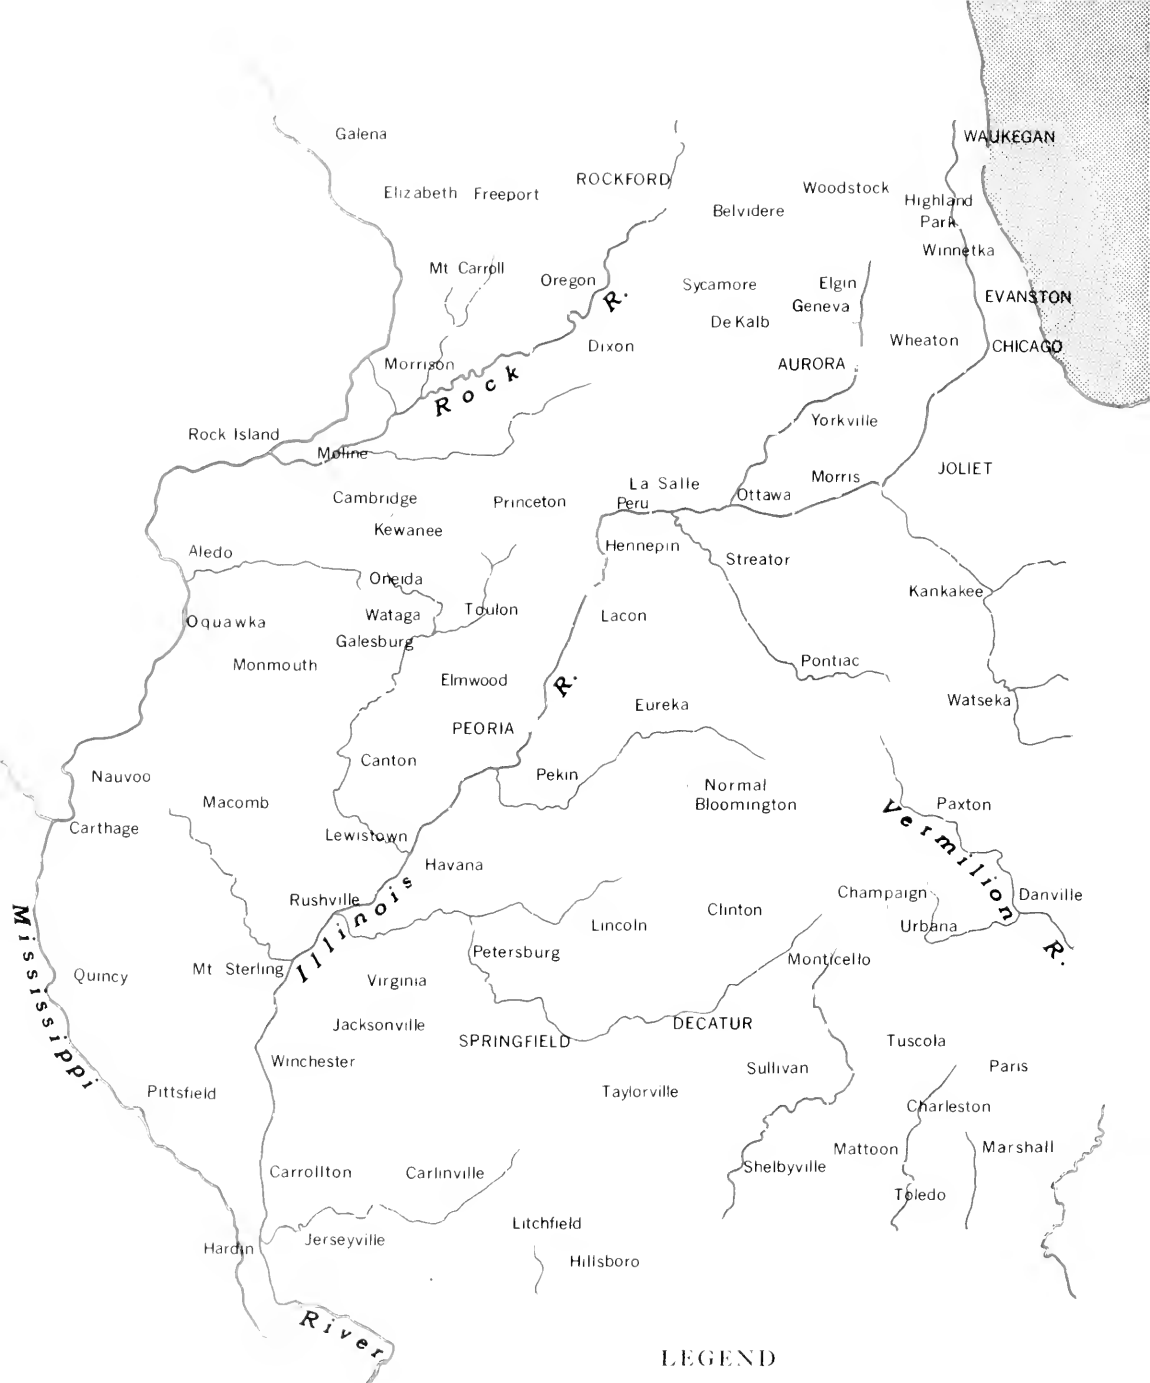 Galena
WAUKEGAN
ROCKFORD
Elizabeth
Freeport
Woodstock
Highland
Park
Belvidere
Winnetka
Mt Carroll
Oregon
Sycamore
Elgin
Geneva
EVANSTON
De Kalb
Wheaton
CHICAGO
Dixon
Morrison
AURORA
Rock R.
Yorkville
Rock Island
Moline
JOLIET
Morris
La Salle
Peru
Ottawa
Cambridge
Princeton
Kewanee
Hennepin
Streator
Aledo
Oneida
Kankakee
Wataga
Toulon
Lacon
Oquawka
Galesburg
Monmouth
Pontiac
Elmwood
R.
Watseka
Eureka
PEORIA
Canton
Nauvoo
Pekin
Normal
Bloomington
Macomb
Paxton
Carthage
Lewistown
Vermilion R.
Havana
Rushville
Illinois
Champaign
Danville
Clinton
Urbana
Lincoln
Mississippi
Petersburg
Monticello
Quincy
Mt Sterling
Virginia
Jacksonville
DECATUR
SPRINGFIELD
Tuscola
Winchester
Sullivan
Paris
Pittsfield
Taylorville
Charleston
Mattoon
Marshall
Shelbyville
Carrollton
Carlinville
Toledo
Litchfield
Jerseyville
Hardin
Hillsboro
River
LEGEND